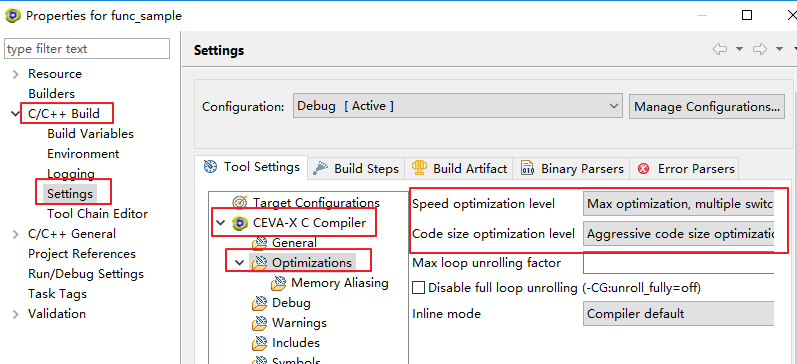 Properties for func_sample
type filter text
Resource
Builders
C/C++ Build
Build Variables
Environment
Logging
Settings
Tool Chain Editor
C/C++ General
Project References
Run/Debug Settings
Task Tags
Validation
Settings
Configuration: Debug [ Active ] Manage Configurations...
Tool Settings Build Steps Build Artifact Binary Parsers Error Parsers
Target Configurations
CEVA-X C Compiler
General
Optimizations
Memory Aliasing
Debug
Warnings
Includes
Symbols
Speed optimization level Max optimization, multiple switc
Code size optimization level Aggressive code size optimizatio
Max loop unrolling factor
Disable full loop unrolling (-CG:unroll_fully=off)
Inline mode Compiler default